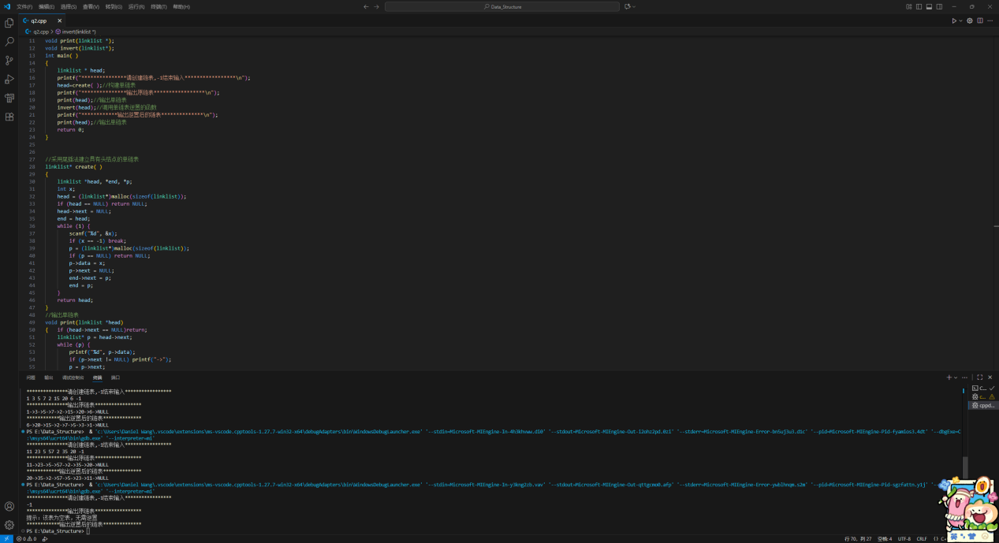 文件(F) 编辑(E) 选择(S) 查看(V) 转到(G) 运行(R) 终端(T) 帮助(H)
Data_Structure
q2.cpp
q2.cpp > invert(linklist *)
11 void print(linklist *);
12 void invert(linklist*);
13 int main( )
14 {
15 linklist * head;
16 printf("***************请创建链表,-1结束输入*****************\n");
17 head=create( );//构建单链表
18 printf("***************输出原链表*****************\n");
19 print(head);//输出单链表
20 invert(head);//调用单链表逆置的函数
21 printf("************输出逆置后的链表**************\n");
22 print(head);//输出单链表
23 return 0;
24 }
25
26
27 //采用尾插法建立具有头结点的单链表
28 linklist* create( )
29 {
30 linklist *head, *end, *p;
31 int x;
32 head = (linklist*)malloc(sizeof(linklist));
33 if (head == NULL) return NULL;
34 head->next = NULL;
35 end = head;
36 while (1) {
37 scanf("%d", &x);
38 if (x == -1) break;
39 p = (linklist*)malloc(sizeof(linklist));
40 if (p == NULL) return NULL;
41 p->data = x;
42 p->next = NULL;
43 end->next = p;
44 end = p;
45 }
46 return head;
47 }
48 //输出单链表
49 void print(linklist *head)
50 { if (head->next == NULL)return;
51 linklist* p = head->next;
52 while (p) {
53 printf("%d", p->data);
54 if (p->next != NULL) printf("->");
55 p = p->next;
问题 输出 调试控制台 终端 端口
***************请创建链表,-1结束输入*****************
1 3 5 7 2 15 20 6 -1
***************输出原链表*****************
1->3->5->7->2->15->20->6->NULL
************输出逆置后的链表**************
6->20->15->2->7->5->3->1->NULL
PS E:\Data_Structure> & 'c:\Users\Daniel Wang\.vscode\extensions\ms-vscode.cpptools-1.27.7-win32-x64\debugAdapters\bin\WindowsDebugLauncher.exe' '--stdin=Microsoft-MIEngine-In-4h3khvww.di0' '--stdout=Microsoft-MIEngine-Out-i2ohz2pd.0zi' '--stderr=Microsoft-MIEngine-Error-bn5uj3u3.dic' '--pid=Microsoft-MIEngine-Pid-fyamios3.4dt' '--dbgExe=C
:\msys64\ucrt64\bin\gdb.exe' '--interpreter=mi'
***************请创建链表,-1结束输入*****************
11 23 5 57 2 35 20 -1
***************输出原链表*****************
11->23->5->57->2->35->20->NULL
************输出逆置后的链表**************
20->35->2->57->5->23->11->NULL
PS E:\Data_Structure> & 'c:\Users\Daniel Wang\.vscode\extensions\ms-vscode.cpptools-1.27.7-win32-x64\debugAdapters\bin\WindowsDebugLauncher.exe' '--stdin=Microsoft-MIEngine-In-y3kng2zb.vav' '--stdout=Microsoft-MIEngine-Out-qttgcmo0.afp' '--stderr=Microsoft-MIEngine-Error-ywblhnqm.s2m' '--pid=Microsoft-MIEngine-Pid-sgzfattn.y1j'
:\msys64\ucrt64\bin\gdb.exe' '--interpreter=mi'
***************请创建链表,-1结束输入*****************
-1
***************输出原链表*****************
提示：该表为空表，无需逆置
************输出逆置后的链表**************
PS E:\Data_Structure>
C...
c...
cppd...
0 0
行 70，列 27 空格: 4 UTF-8 CRLF {} C+
英